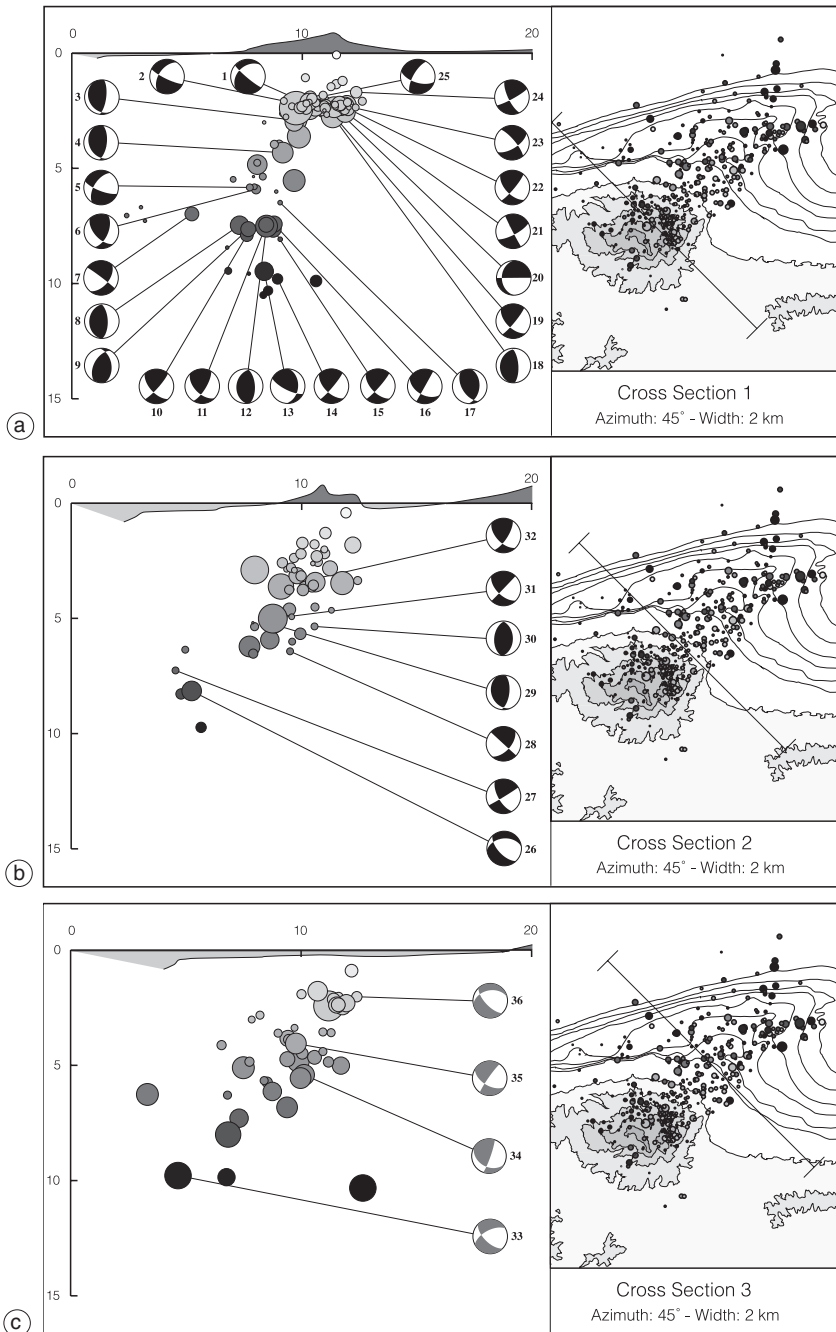 0 10 20
2 1 25
3 24
4 23
5 22
5
6 21
7 20
8 19
10
9 18
10 11 12 13 14 15 16 17
15
a
Cross Section 1
Azimuth: 45° - Width: 2 km
0 10 20
0
32
31
5
30
29
28
10
27
26
15
b
Cross Section 2
Azimuth: 45° - Width: 2 km
0 10 20
0
36
5
35
34
10
33
15
c
Cross Section 3
Azimuth: 45° - Width: 2 km